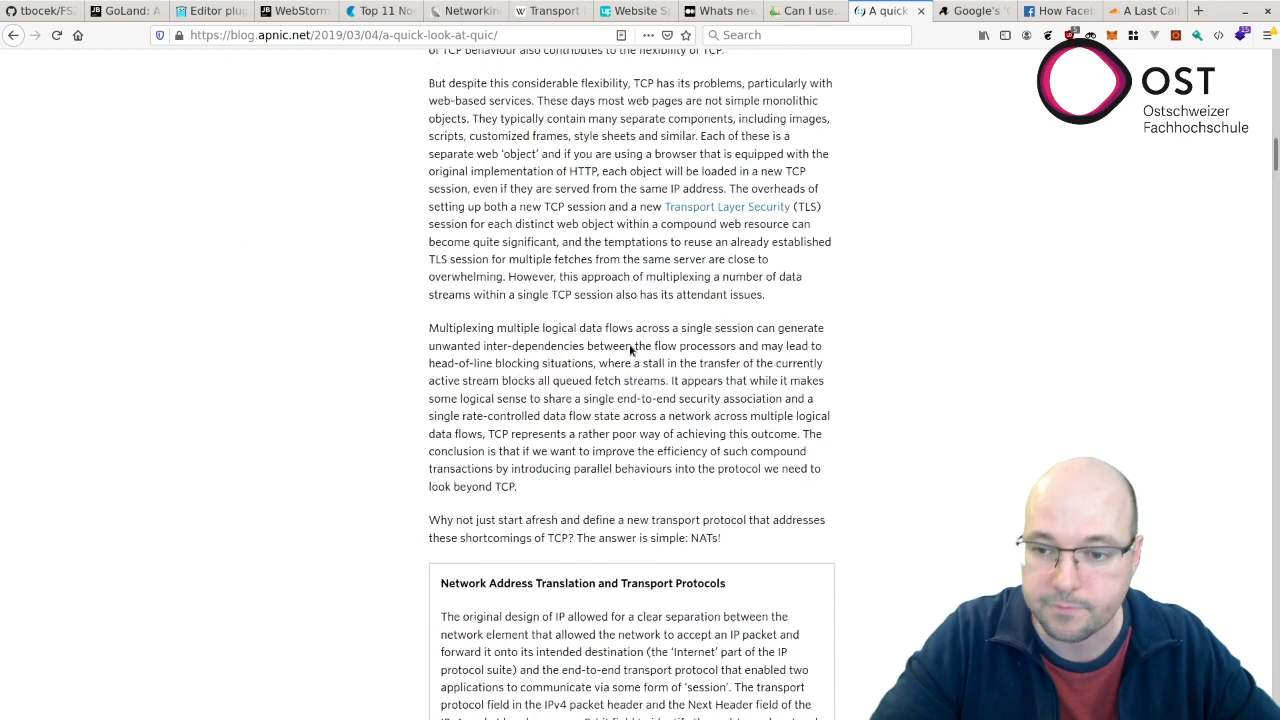 tbocek/FS
GoLand: A
Editor plug
WebStorm
Top 11 No
Networkin
Transport
Website S
Whats new
Can I use.
A quick
Google's 'Q
How Faceb
A Last Call
https://blog.apnic.net/2019/03/04/a-quick-look-at-quic/
Search
15
of TCP behaviour also contributes to the flexibility of TCP.
But despite this considerable flexibility, TCP has its problems, particularly with
web-based services. These days most web pages are not simple monolithic
objects. They typically contain many separate components, including images,
scripts, customized frames, style sheets and similar. Each of these is a
separate web ‘object’ and if you are using a browser that is equipped with the
original implementation of HTTP, each object will be loaded in a new TCP
session, even if they are served from the same IP address. The overheads of
setting up both a new TCP session and a new Transport Layer Security (TLS)
session for each distinct web object within a compound web resource can
become quite significant, and the temptations to reuse an already established
TLS session for multiple fetches from the same server are close to
overwhelming. However, this approach of multiplexing a number of data
streams within a single TCP session also has its attendant issues.
Multiplexing multiple logical data flows across a single session can generate
unwanted inter-dependencies between the flow processors and may lead to
head-of-line blocking situations, where a stall in the transfer of the currently
active stream blocks all queued fetch streams. It appears that while it makes
some logical sense to share a single end-to-end security association and a
single rate-controlled data flow state across a network across multiple logical
data flows, TCP represents a rather poor way of achieving this outcome. The
conclusion is that if we want to improve the efficiency of such compound
transactions by introducing parallel behaviours into the protocol we need to
look beyond TCP.
Why not just start afresh and define a new transport protocol that addresses
these shortcomings of TCP? The answer is simple: NATs!
Network Address Translation and Transport Protocols
The original design of IP allowed for a clear separation between the
network element that allowed the network to accept an IP packet and
forward it onto its intended destination (the ‘Internet’ part of the IP
protocol suite) and the end-to-end transport protocol that enabled two
applications to communicate via some form of ‘session’. The transport
protocol field in the IPv4 packet header and the Next Header field of the
OST
Ostschweizer
Fachhochschule